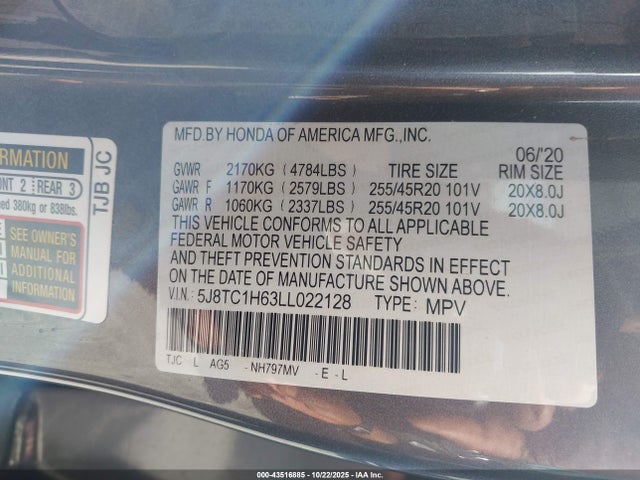 ORMATION
ONT 2 REAR 3
eed 380kg or 838lbs.
SEE OWNER'S
MANUAL FOR
ADDITIONAL
INFORMATION
TJB JC
MFD.BY HONDA OF AMERICA MFG.,INC.
06/'20
GVWR 2170KG (4784LBS) TIRE SIZE RIM SIZE
GAWR F 1170KG (2579LBS) 255/45R20 101V 20X8.0J
GAWR R 1060KG (2337LBS) 255/45R20 101V 20X8.0J
THIS VEHICLE CONFORMS TO ALL APPLICABLE
FEDERAL MOTOR VEHICLE SAFETY
AND THEFT PREVENTION STANDARDS IN EFFECT
ON THE DATE OF MANUFACTURE SHOWN ABOVE.
V.I.N.: 5J8TC1H63LL022128 TYPE: MPV
TJC L AG5 -NH797MV -E-L
000-43516885 - 10/22/2025 - IAAI.COM